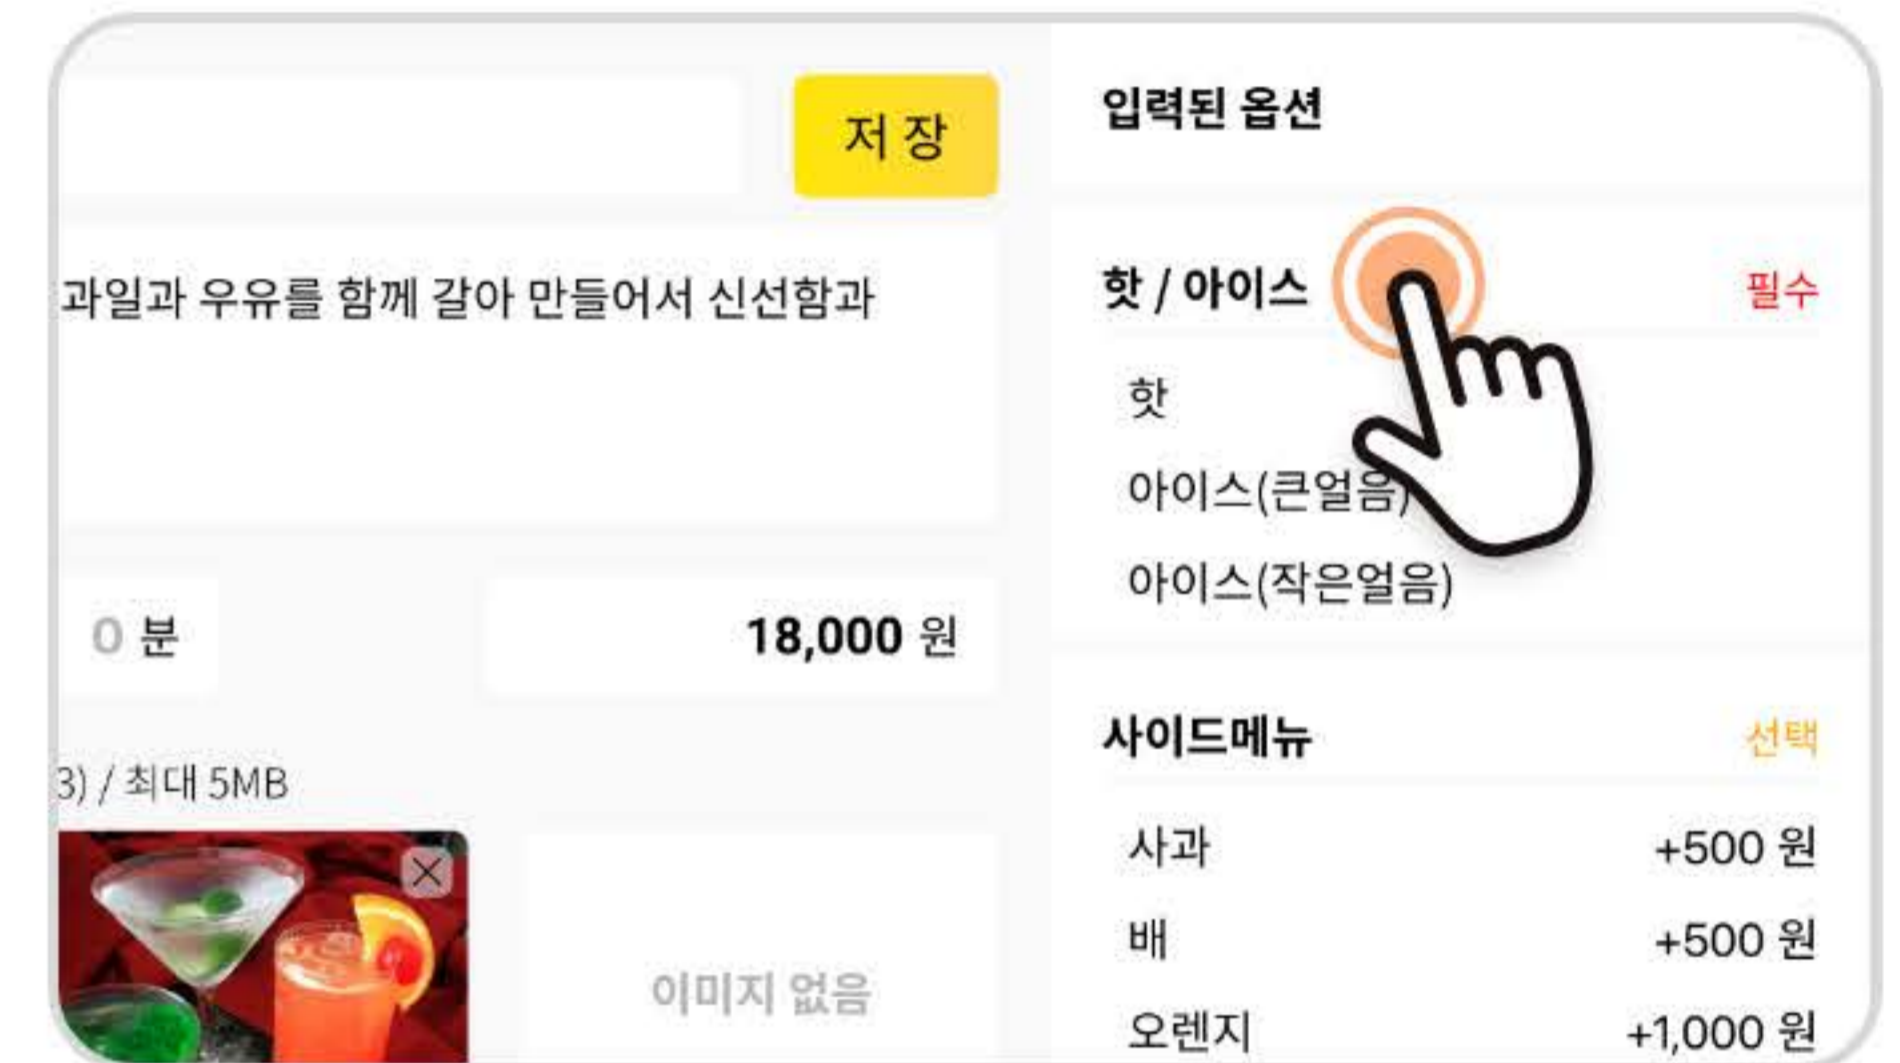 저 장
과일과 우유를 함께 갈아 만들어서 신선함과
0 분
18,000 원
3) / 최대 5MB
이미지 없음
입력된 옵션
핫 / 아이스 필수
핫
아이스(큰얼음)
아이스(작은얼음)
사이드메뉴 선택
사과 +500 원
배 +500 원
오렌지 +1,000 원